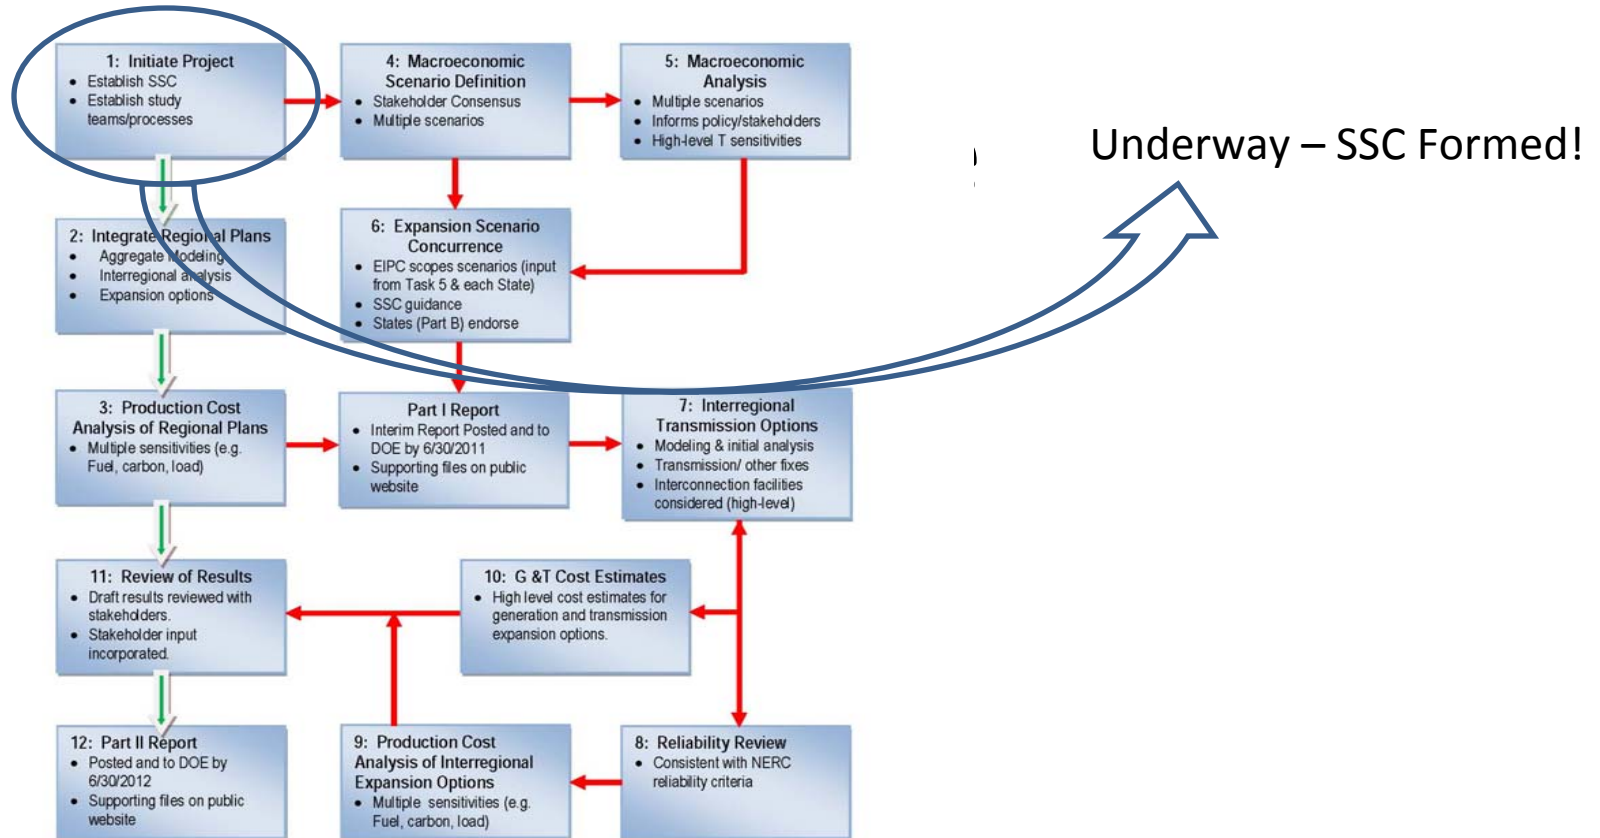 1: Initiate Project
• Establish SSC
• Establish study
teams/processes
4: Macroeconomic
Scenario Definition
• Stakeholder Consensus
• Multiple scenarios
5: Macroeconomic
Analysis
• Multiple scenarios
• Informs policy/stakeholders
• High-level T sensitivities
Underway – SSC Formed!
2: Integrate Regional Plans
• Aggregate Modeling
• Interregional analysis
• Expansion options
6: Expansion Scenario
Concurrence
• EIPC scopes scenarios (input
from Task 5 & each State)
• SSC guidance
• States (Part B) endorse
3: Production Cost
Analysis of Regional Plans
• Multiple sensitivities (e.g.
Fuel, carbon, load)
Part I Report
• Interim Report Posted and to
DOE by 6/30/2011
• Supporting files on public
website
7: Interregional
Transmission Options
• Modeling & initial analysis
• Transmission/ other fixes
• Interconnection facilities
considered (high-level)
11: Review of Results
• Draft results reviewed with
stakeholders.
• Stakeholder input
incorporated.
10: G &T Cost Estimates
• High level cost estimates for
generation and transmission
expansion options.
12: Part II Report
• Posted and to DOE by
6/30/2012
• Supporting files on public
website
9: Production Cost
Analysis of Interregional
Expansion Options
• Multiple sensitivities (e.g.
Fuel, carbon, load)
8: Reliability Review
• Consistent with NERC
reliability criteria